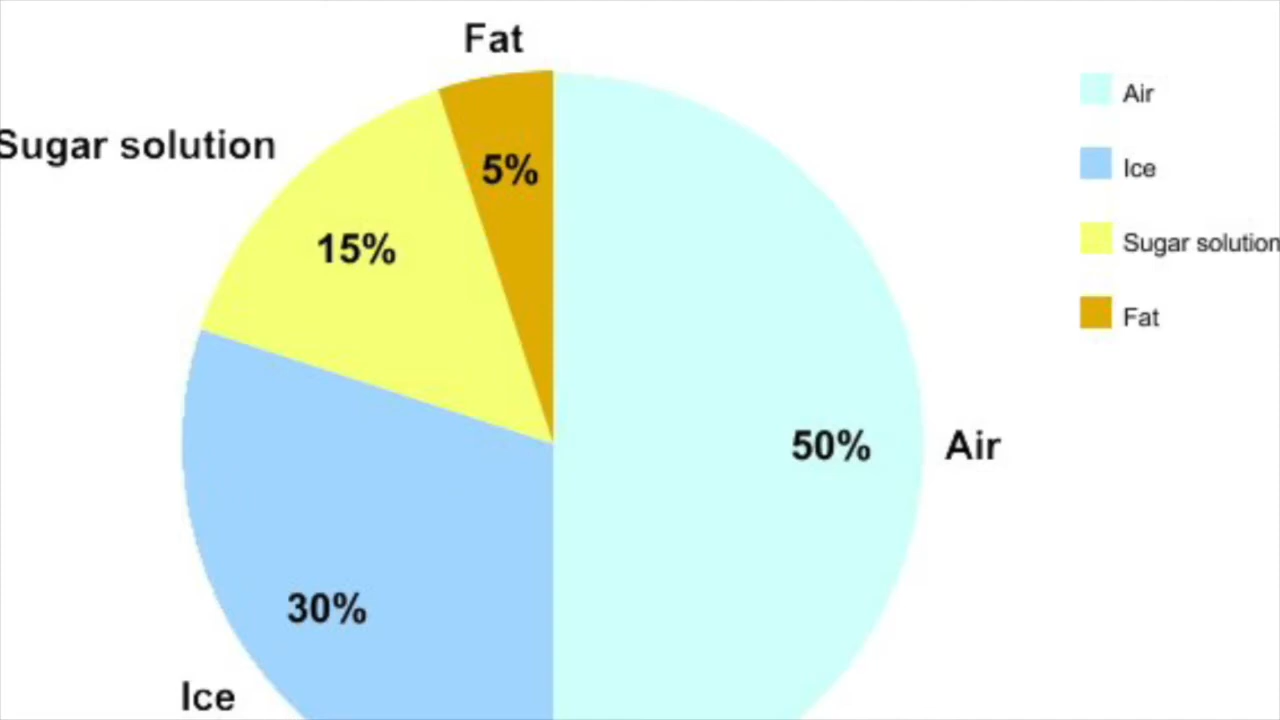 Fat
Sugar solution
5%
15%
50%
Air
30%
Ice
Air
Ice
Sugar solution
Fat